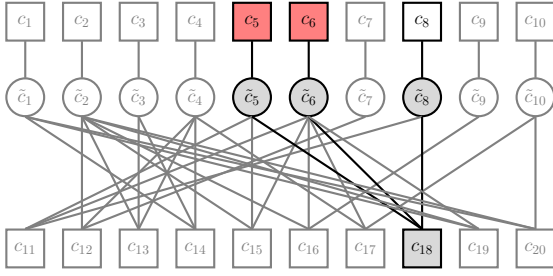 c₁ c₂ c₃ c₄ c₅ c₆ c₇ c₈ c₉ c₁₀
c̃₁ c̃₂ c̃₃ c̃₄ c̃₅ c̃₆ c̃₇ c̃₈ c̃₉ c̃₁₀
c₁₁ c₁₂ c₁₃ c₁₄ c₁₅ c₁₆ c₁₇ c₁₈ c₁₉ c₂₀